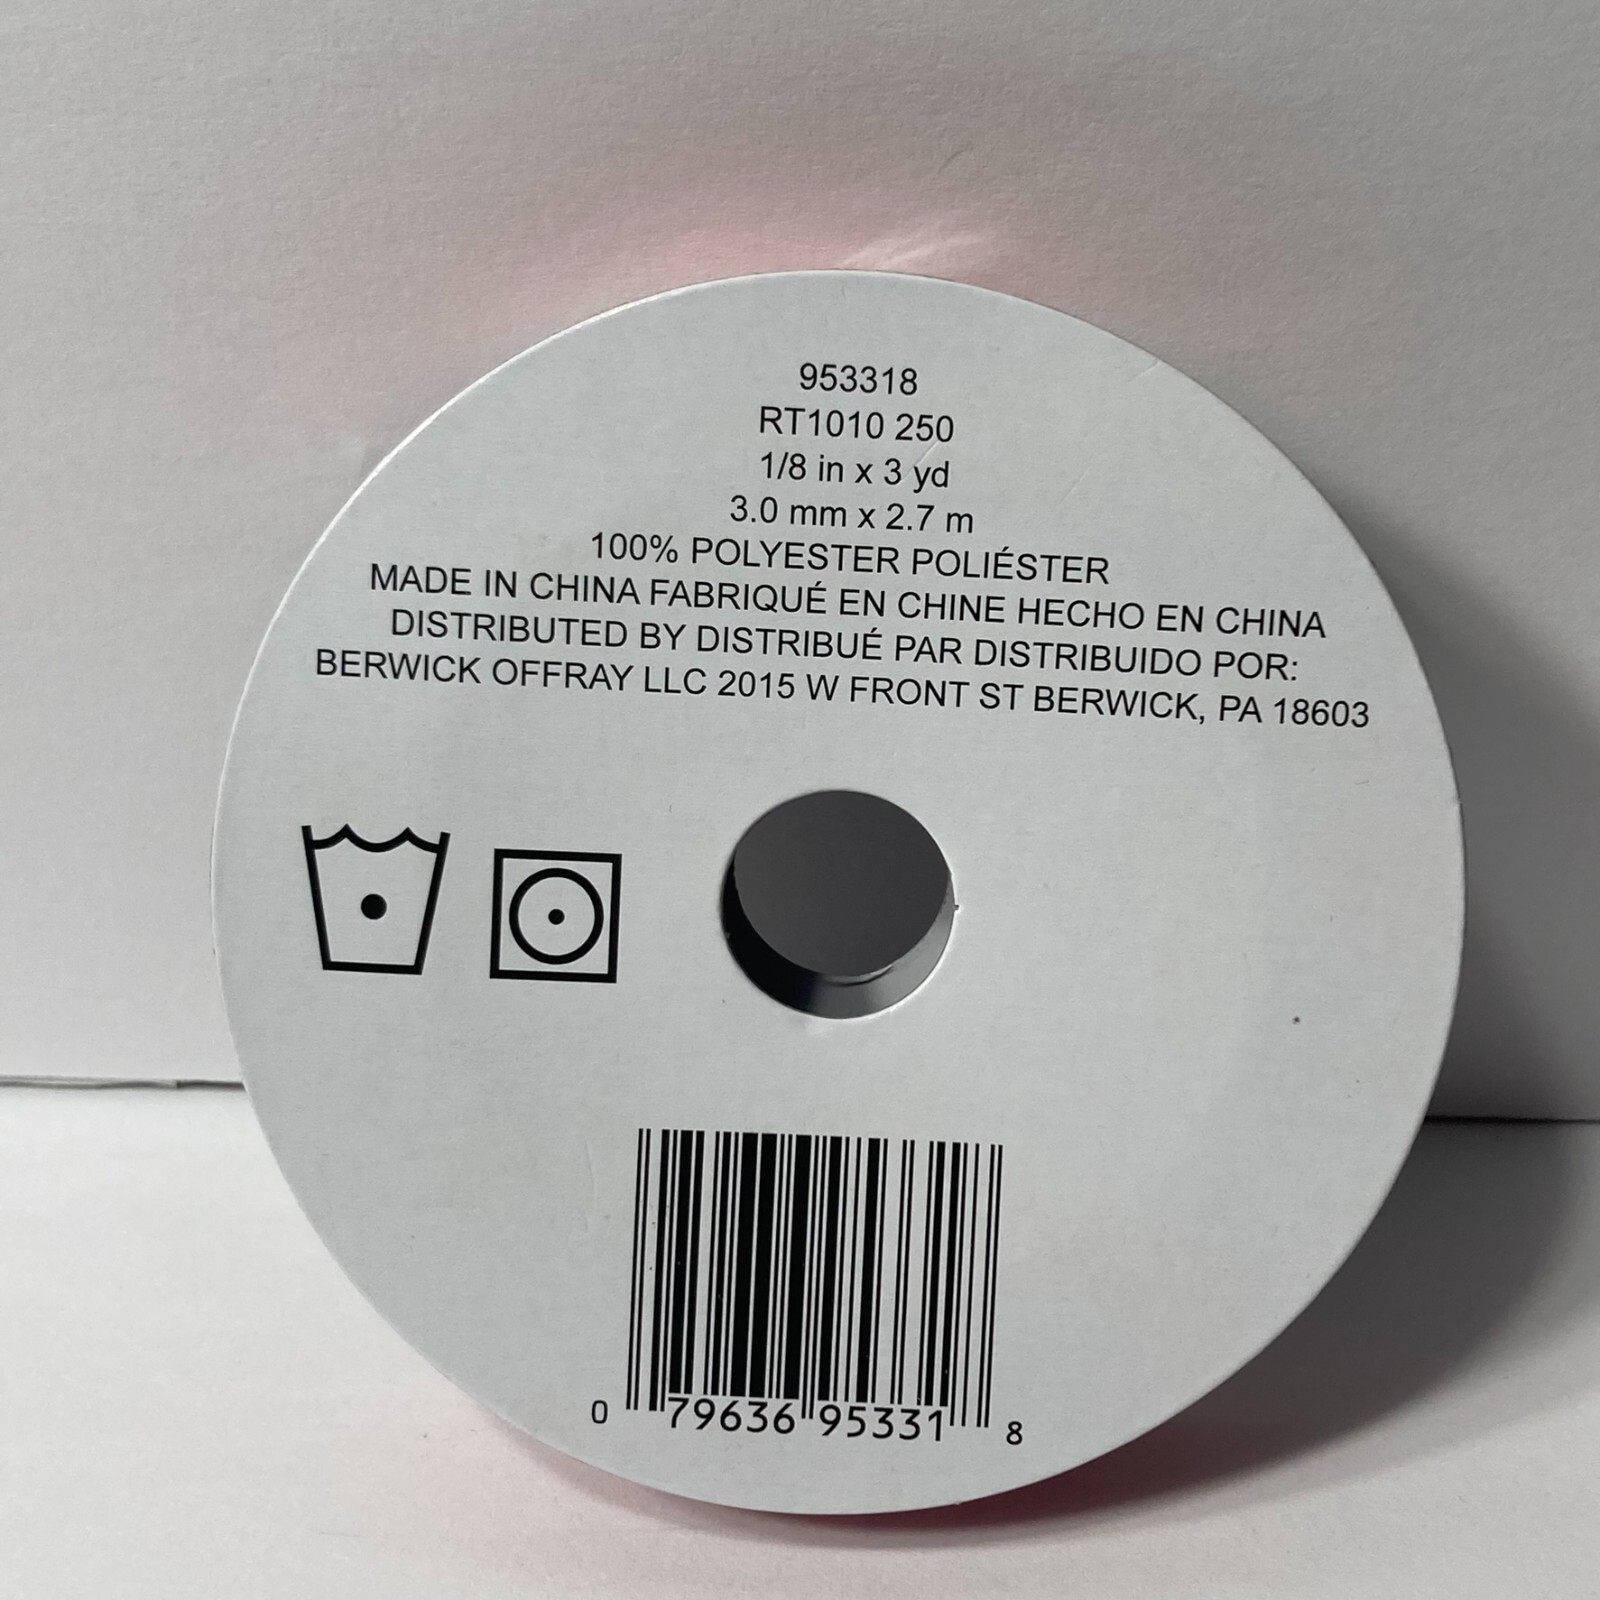 953318
RT1010 250
1/8 in x 3 yd
3.0 mm x 2.7 m
100% POLYESTER POLIÉSTER
MADE IN CHINA FABRIQUÉ EN CHINE HECHO EN CHINA
DISTRIBUTED BY DISTRIBUÉ PAR DISTRIBUIDO POR:
BERWICK OFFRAY LLC 2015 W FRONT ST BERWICK, PA 18603
0 79636 95331 8